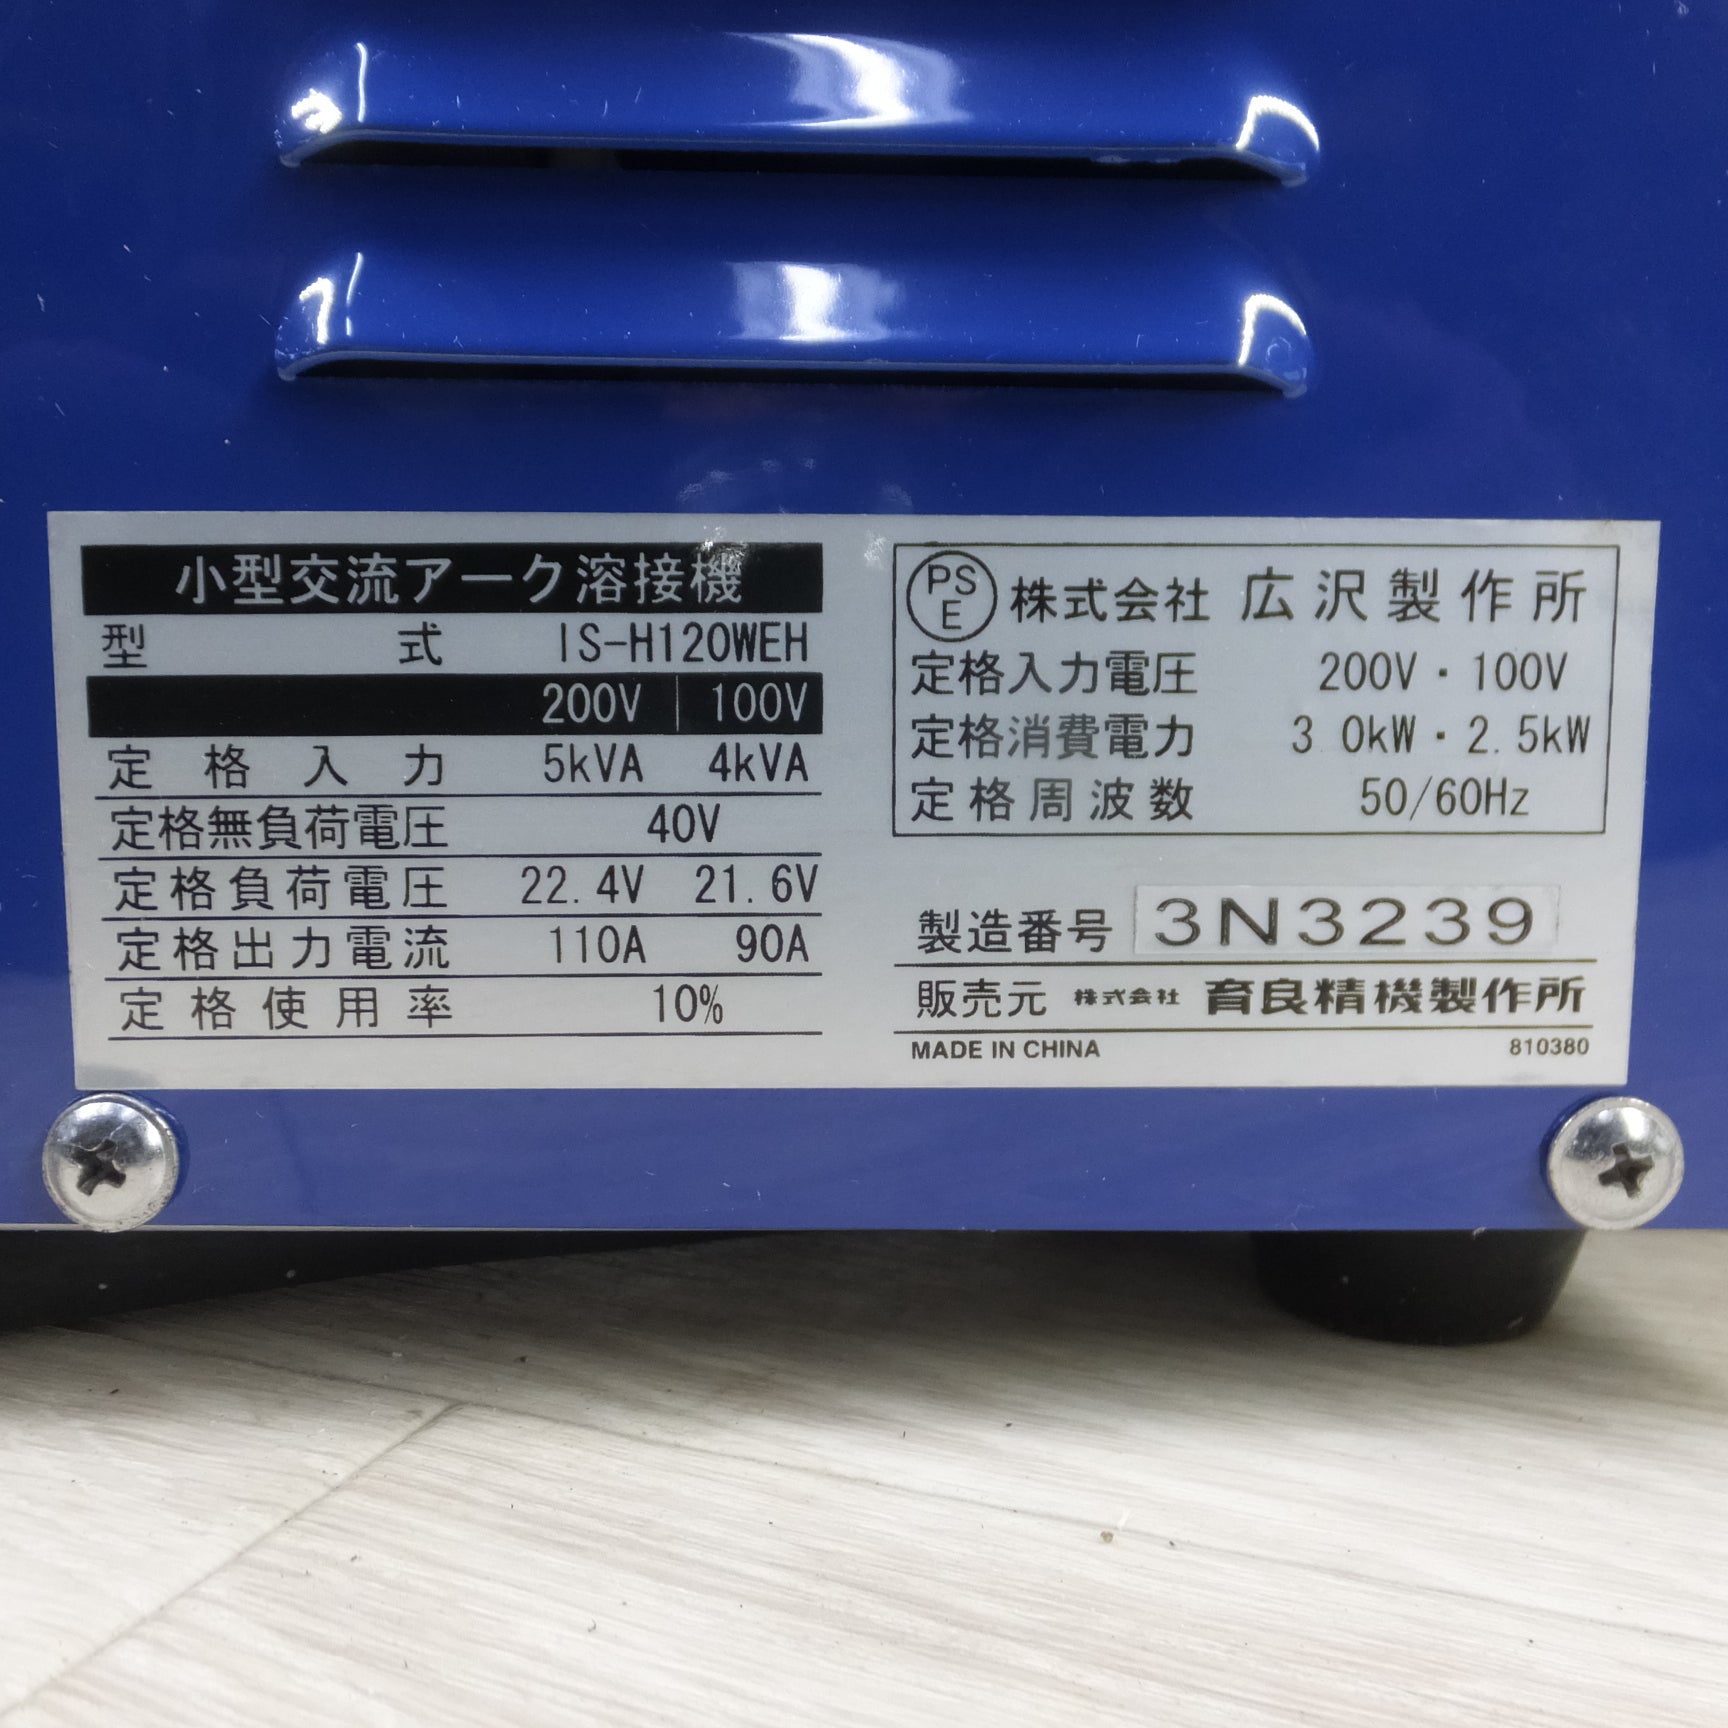 小型交流アーク溶接機
型式 IS-H120WEH
200V | 100V
定格入力 5kVA 4kVA
定格無負荷電圧 40V
定格負荷電圧 22.4V 21.6V
定格出力電流 110A 90A
定格使用率 10%
PS
E 株式会社 広沢製作所
定格入力電圧 200V・100V
定格消費電力 3 0kW・2.5kW
定格周波数 50/60Hz
製造番号 3N3239
販売元 株式会社 育良精機製作所
MADE IN CHINA 810380